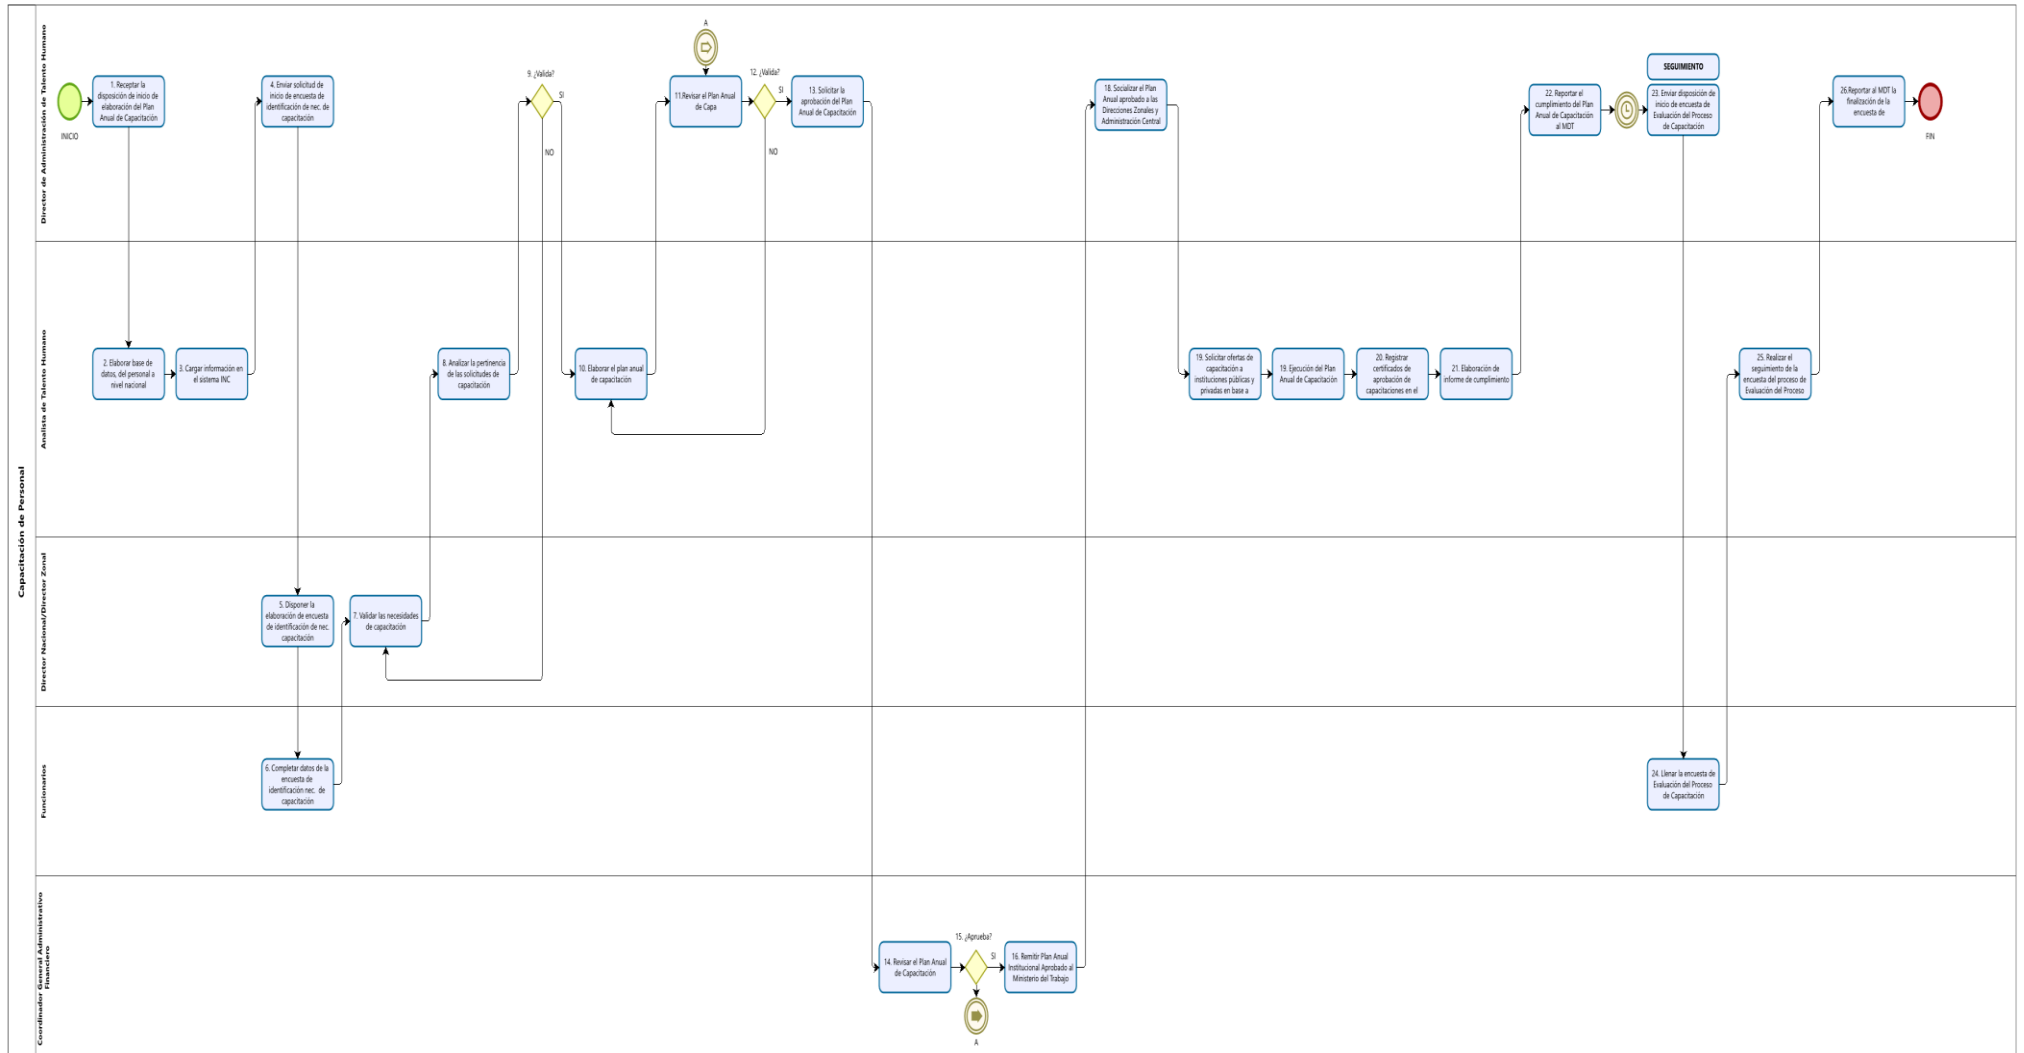 Capacitación de Personal
Director de Administración de Talento Humano
INICIO
1. Receptar la
disposición de inicio de
elaboración del Plan
Anual de Capacitación
4. Enviar solicitud de
inicio de encuesta de
identificación de nec. de
capacitación
9. ¿Valida?
SI
NO
A
11.Revisar el Plan Anual
de Capa
12. ¿Valida?
SI
NO
13. Solicitar la
aprobación del Plan
Anual de Capacitación
18. Socializar el Plan
Anual aprobado a las
Direcciones Zonales y
Administración Central
22. Reportar el
cumplimiento del Plan
Anual de Capacitación
al MDT
SEGUIMIENTO
23. Enviar disposición de
inicio de encuesta de
Evaluación del Proceso
de Capacitación
26.Reportar al MDT la
finalización de la
encuesta de
FIN
Analista de Talento Humano
2. Elaborar base de
datos, del personal a
nivel nacional
3. Cargar información en
el sistema INC
8. Analizar la pertinencia
de las solicitudes de
capacitación
10. Elaborar el plan anual
de capacitación
19. Solicitar ofertas de
capacitación a
instituciones públicas y
privadas en base a
19. Ejecución del Plan
Anual de Capacitación
20. Registrar
certificados de
aprobación de
capacitaciones en el
21. Elaboración de
informe de cumplimiento
25. Realizar el
seguimiento de la
encuesta del proceso de
Evaluación del Proceso
Director Nacional/Director Zonal
5. Disponer la
elaboración de encuesta
de identificación de nec.
capacitación
7. Validar las necesidades
de capacitación
Funcionarios
6. Completar datos de la
encuesta de
identificación nec. de
capacitación
24. Llenar la encuesta de
Evaluación del Proceso
de Capacitación
Coordinador General Administrativo
Financiero
14. Revisar el Plan Anual
de Capacitación
15. ¿Aprueba?
SI
A
16. Remitir Plan Anual
Institucional Aprobado al
Ministerio del Trabajo